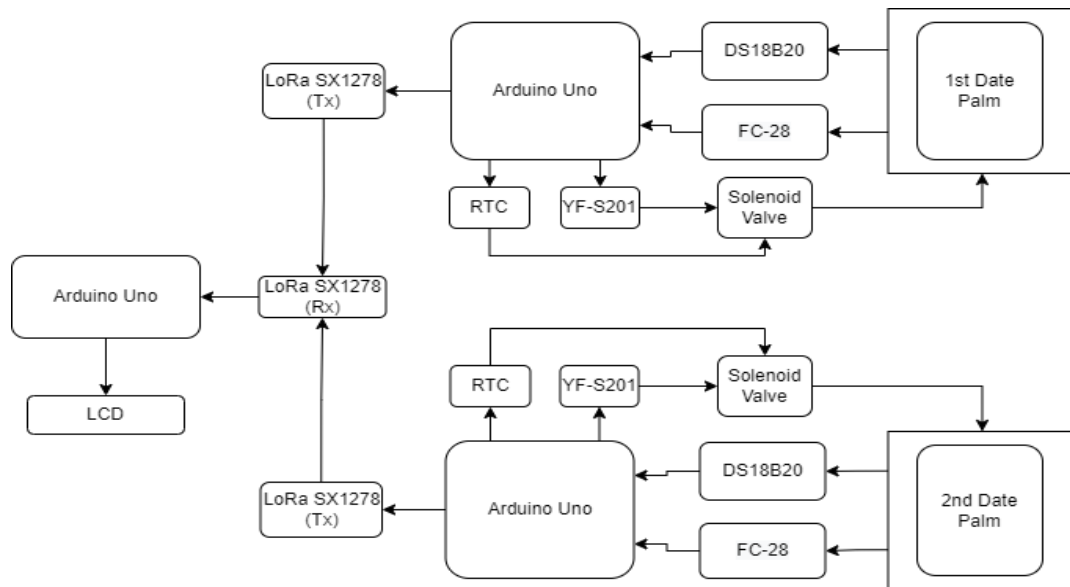 DS18B20
LoRa SX1278
(Tx)
Arduino Uno
1st Date
Palm
FC-28
RTC
YF-S201
Solenoid
Valve
Arduino Uno
LoRa SX1278
(Rx)
LCD
RTC
YF-S201
Solenoid
Valve
DS18B20
LoRa SX1278
(Tx)
Arduino Uno
2nd Date
Palm
FC-28